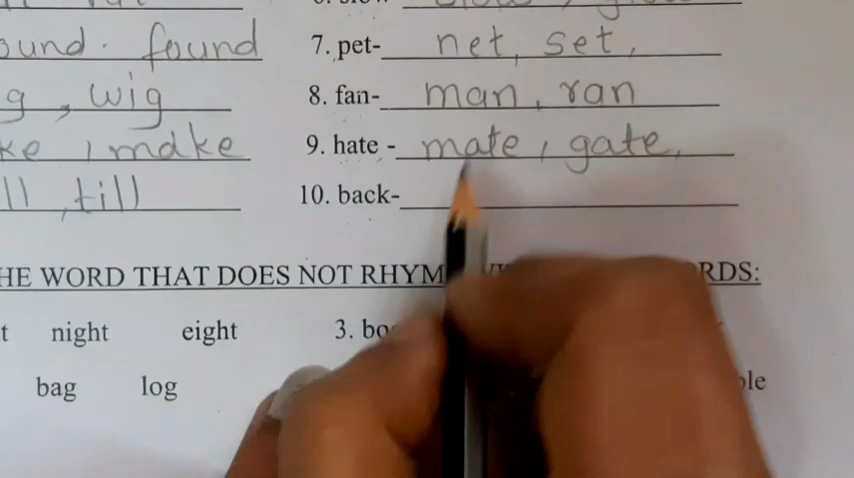 ound. found
7. pet- net, set,
g, wig
8. fan- man, ran
ke, make
9. hate - mate, gate,
ll, till
10. back-
HE WORD THAT DOES NOT RHYM RDS:
t night eight 3. bo
bag log ble